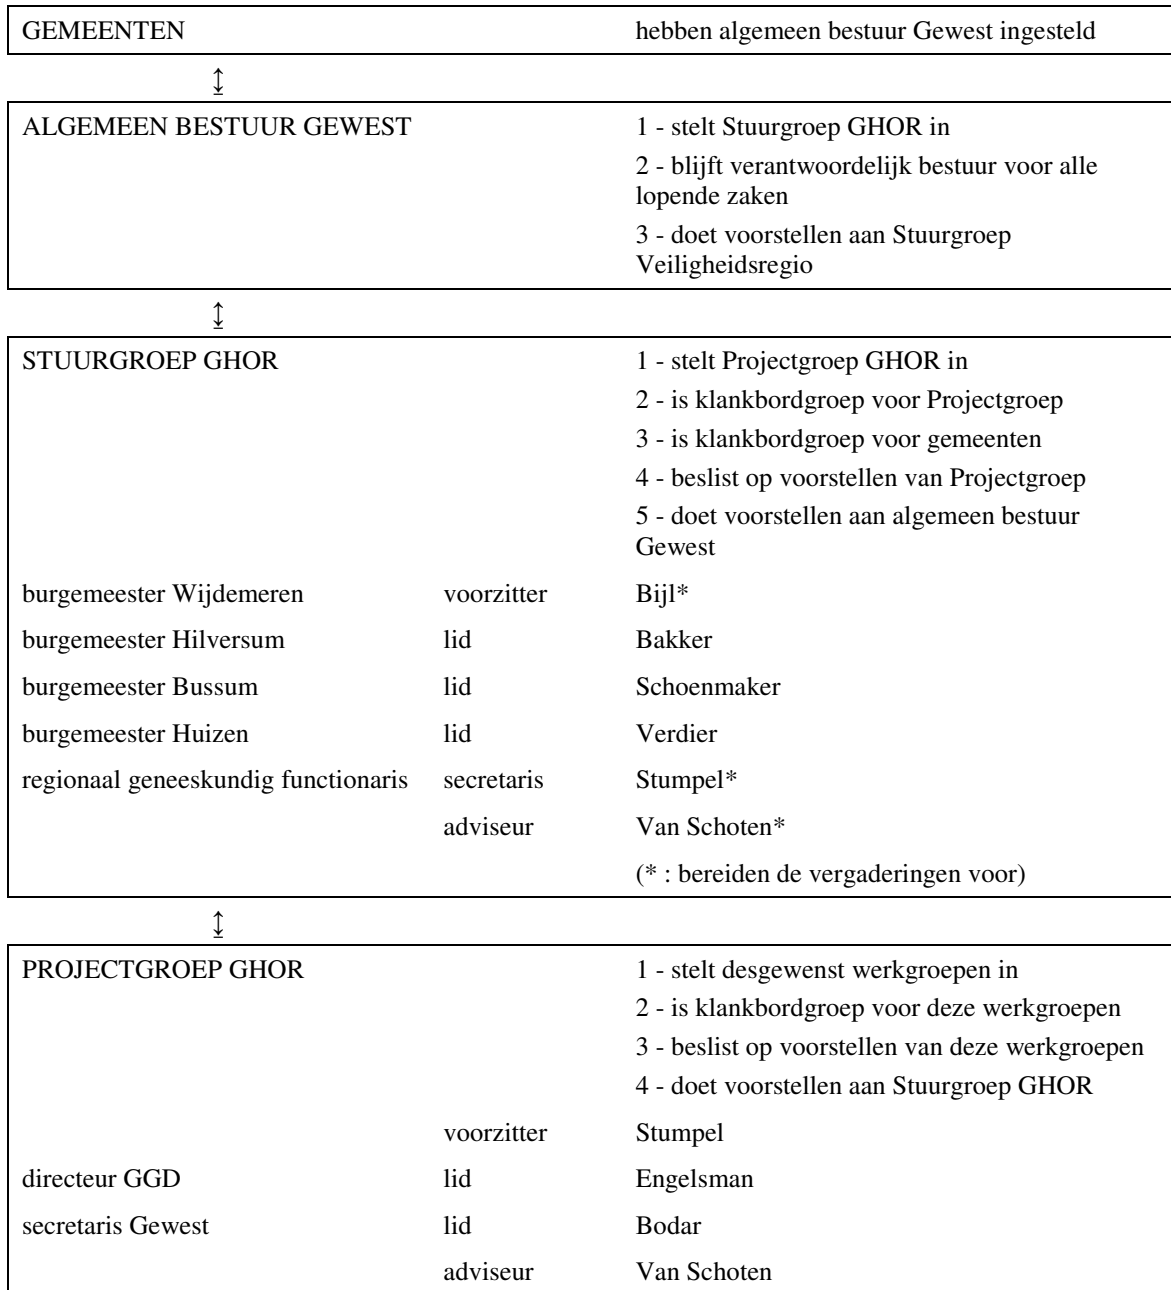 GEMEENTEN hebben algemeen bestuur Gewest ingesteld
↕
ALGEMEEN BESTUUR GEWEST 1 - stelt Stuurgroep GHOR in
2 - blijft verantwoordelijk bestuur voor alle
lopende zaken
3 - doet voorstellen aan Stuurgroep
Veiligheidsregio
↕
STUURGROEP GHOR 1 - stelt Projectgroep GHOR in
2 - is klankbordgroep voor Projectgroep
3 - is klankbordgroep voor gemeenten
4 - beslist op voorstellen van Projectgroep
5 - doet voorstellen aan algemeen bestuur
Gewest
burgemeester Wijdemeren voorzitter Bijl*
burgemeester Hilversum lid Bakker
burgemeester Bussum lid Schoenmaker
burgemeester Huizen lid Verdier
regionaal geneeskundig functionaris secretaris Stumpel*
adviseur Van Schoten*
(* : bereiden de vergaderingen voor)
↕
PROJECTGROEP GHOR 1 - stelt desgewenst werkgroepen in
2 - is klankbordgroep voor deze werkgroepen
3 - beslist op voorstellen van deze werkgroepen
4 - doet voorstellen aan Stuurgroep GHOR
voorzitter Stumpel
directeur GGD lid Engelsman
secretaris Gewest lid Bodar
adviseur Van Schoten